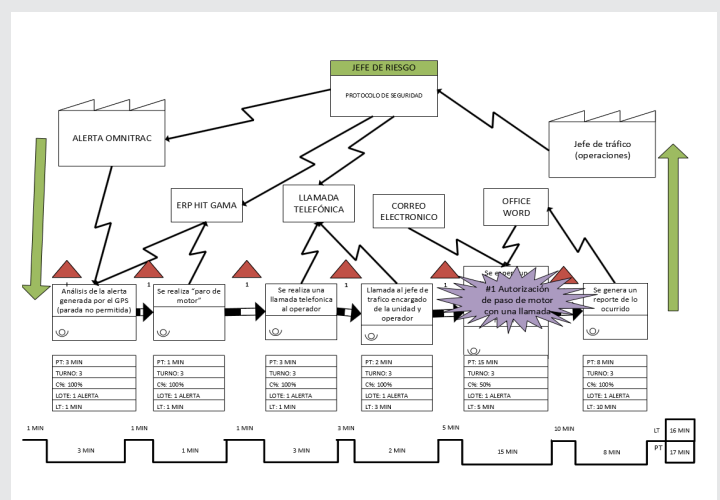 JEFE DE RIESGO
PROTOCOLO DE SEGURIDAD
ALERTA OMNITRAC
Jefe de tráfico
(operaciones)
ERP HIT GAMA
LLAMADA
TELEFÓNICA
CORREO
ELECTRONICO
OFFICE
WORD
1
1
1
1
1
Análisis de la alerta
generada por el GPS
(parada no permitida)
Se realiza "paro de
motor"
Se realiza una
llamada telefonica
al operador
Llamada al jefe de
trafico encargado
de la unidad y
operador
#1 Autorización
de paso de motor
con una llamada
Se genera un
reporte de lo
ocurrido
PT: 3 MIN
TURNO: 3
C%: 100%
LOTE: 1 ALERTA
LT: 1 MIN
PT: 1 MIN
TURNO: 3
C%: 100%
LOTE: 1 ALERTA
LT: 1 MIN
PT: 3 MIN
TURNO: 3
C%: 100%
LOTE: 1 ALERTA
LT: 1 MIN
PT: 2 MIN
TURNO: 3
C%: 100%
LOTE: 1 ALERTA
LT: 3 MIN
PT: 15 MIN
TURNO: 3
C%: 50%
LOTE: 1 ALERTA
LT: 5 MIN
PT: 8 MIN
TURNO: 3
C%: 100%
LOTE: 1 ALERTA
LT: 10 MIN
1 MIN
1 MIN
1 MIN
3 MIN
5 MIN
10 MIN
LT
16 MIN
3 MIN
1 MIN
3 MIN
2 MIN
15 MIN
8 MIN
PT
17 MIN